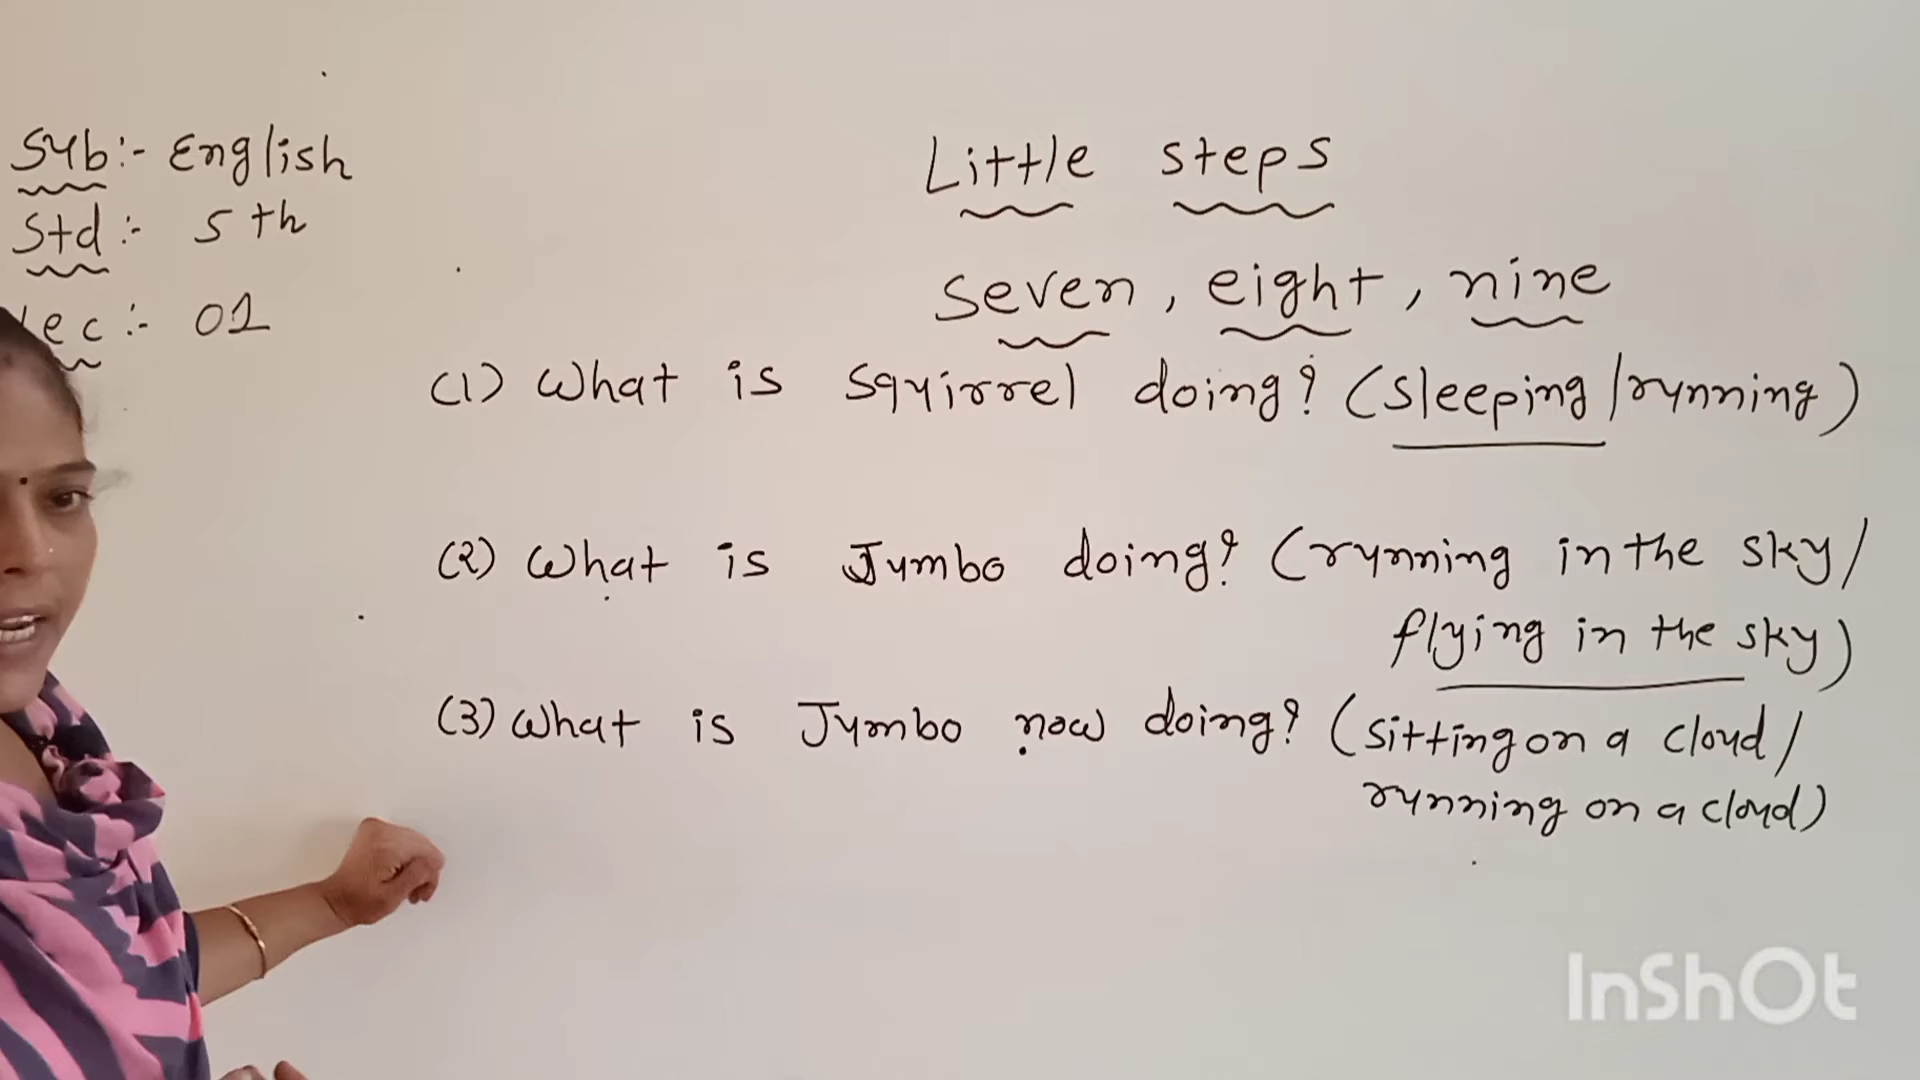 Sub:- English
Std:- 5th
Lec:- 01
Little steps
seven, eight, nine
(1) What is squirrel doing? (sleeping/running)
(2) What is Jumbo doing? (running in the sky/
flying in the sky)
(3) What is Jumbo now doing? (sitting on a cloud/
running on a cloud)
InShOt